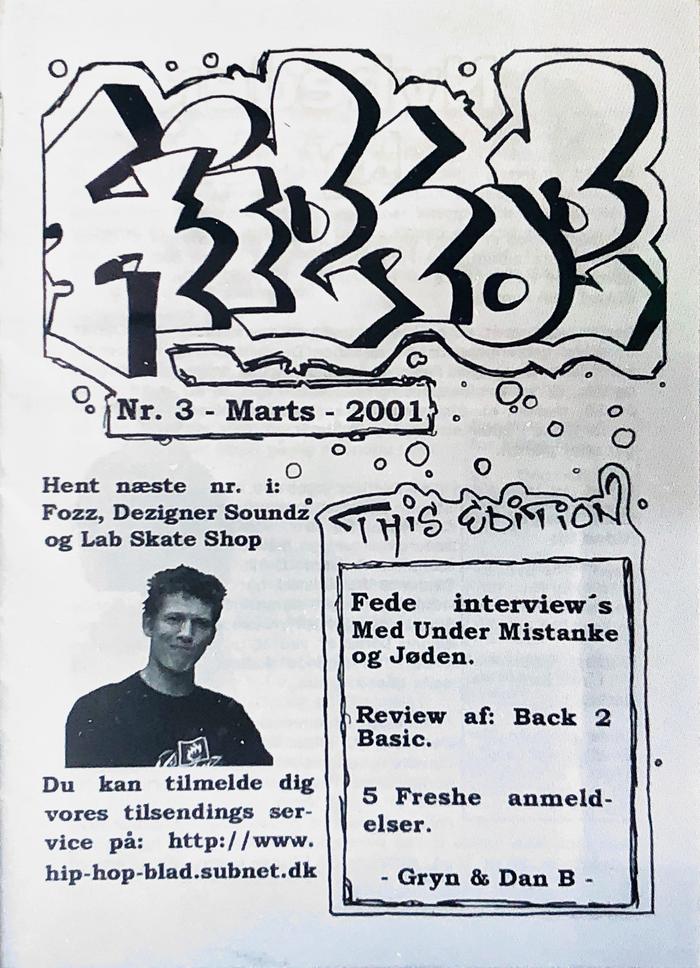 Nr. 3 - Marts - 2001
Hent næste nr. i:
Fozz, Dezigner Soundz
og Lab Skate Shop
THIS EDITION
Fede interview´s
Med Under Mistanke
og Jøden.
Review af: Back 2
Basic.
5 Freshe anmeld-
elser.
- Gryn & Dan B -
Du kan tilmelde dig
vores tilsendings ser-
vice på: http://www.
hip-hop-blad.subnet.dk